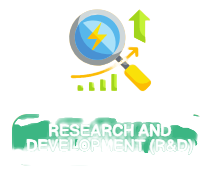 RESEARCH AND
DEVELOPMENT (R&D)